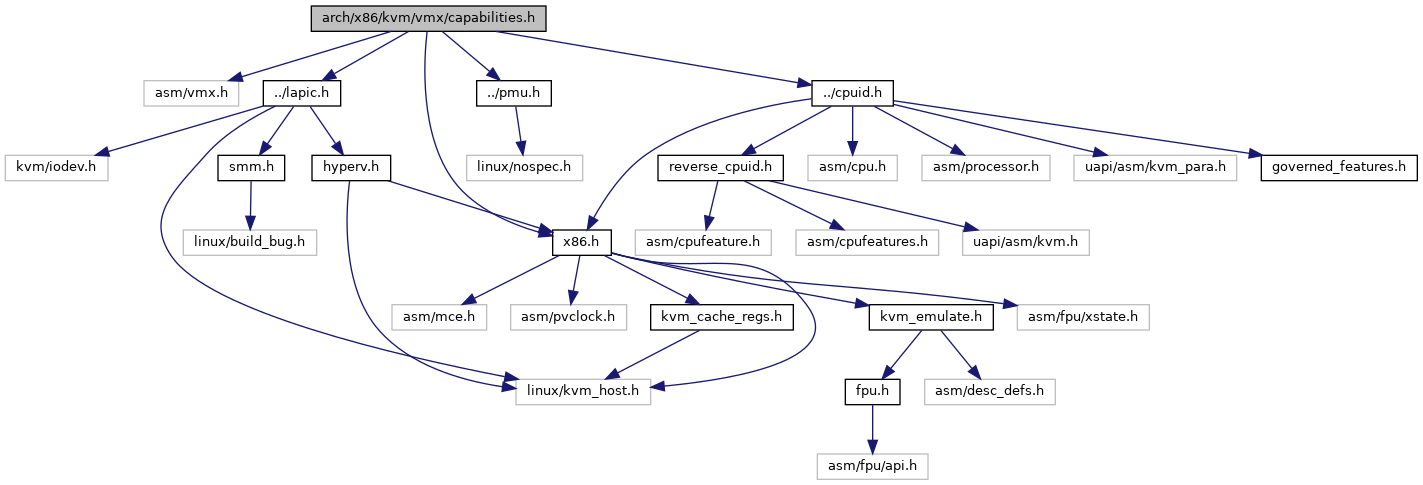 arch/x86/kvm/vmx/capabilities.h
asm/vmx.h
../lapic.h
../pmu.h
../cpuid.h
kvm/iodev.h
smm.h
hyperv.h
linux/nospec.h
reverse_cpuid.h
asm/cpu.h
asm/processor.h
uapi/asm/kvm_para.h
governed_features.h
linux/build_bug.h
x86.h
asm/cpufeature.h
asm/cpufeatures.h
uapi/asm/kvm.h
asm/mce.h
asm/pvclock.h
kvm_cache_regs.h
kvm_emulate.h
asm/fpu/xstate.h
linux/kvm_host.h
fpu.h
asm/desc_defs.h
asm/fpu/api.h